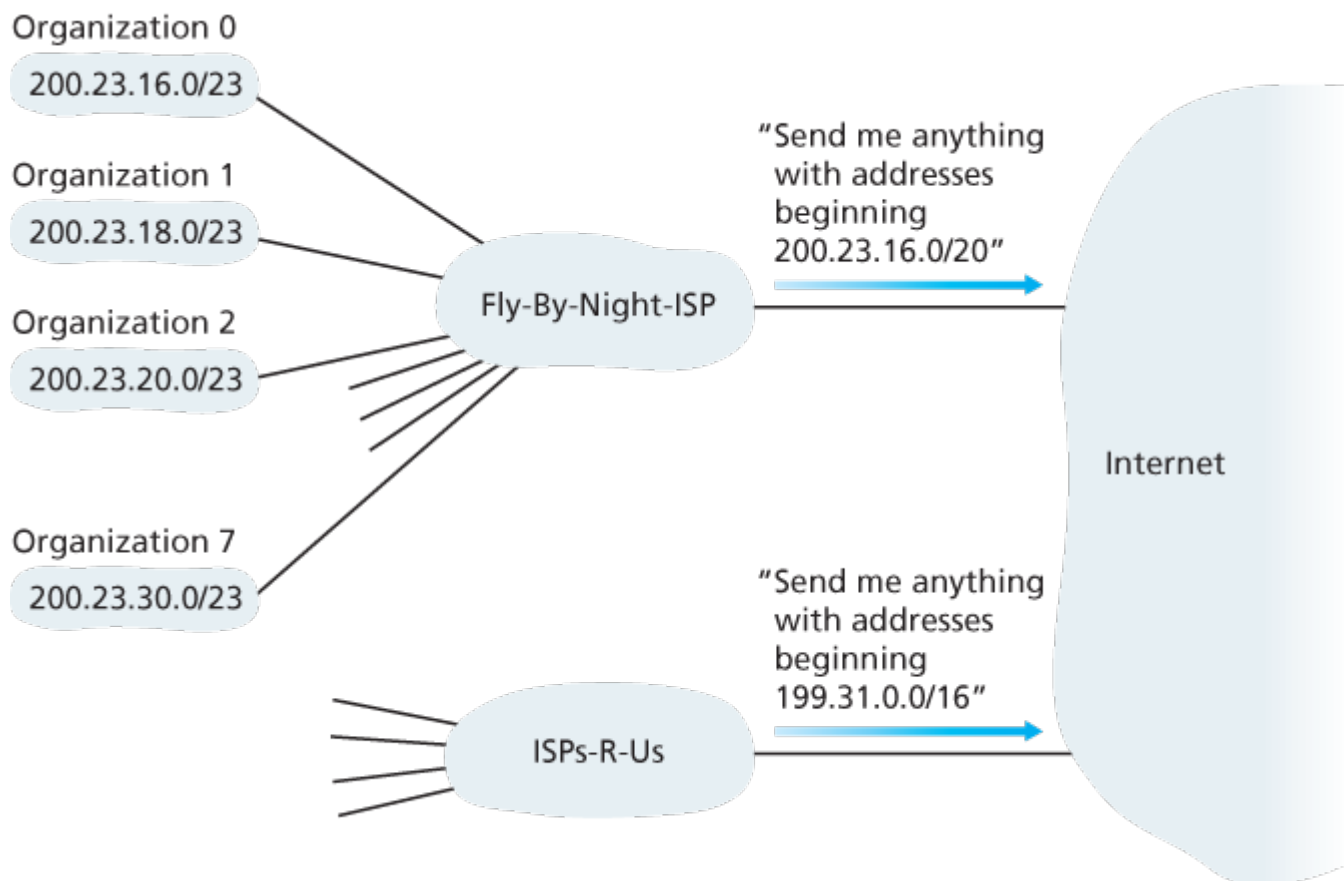 Organization 0
200.23.16.0/23
Organization 1
200.23.18.0/23
Organization 2
200.23.20.0/23
Organization 7
200.23.30.0/23
Fly-By-Night-ISP
“Send me anything
with addresses
beginning
200.23.16.0/20”
Internet
ISPs-R-Us
“Send me anything
with addresses
beginning
199.31.0.0/16”